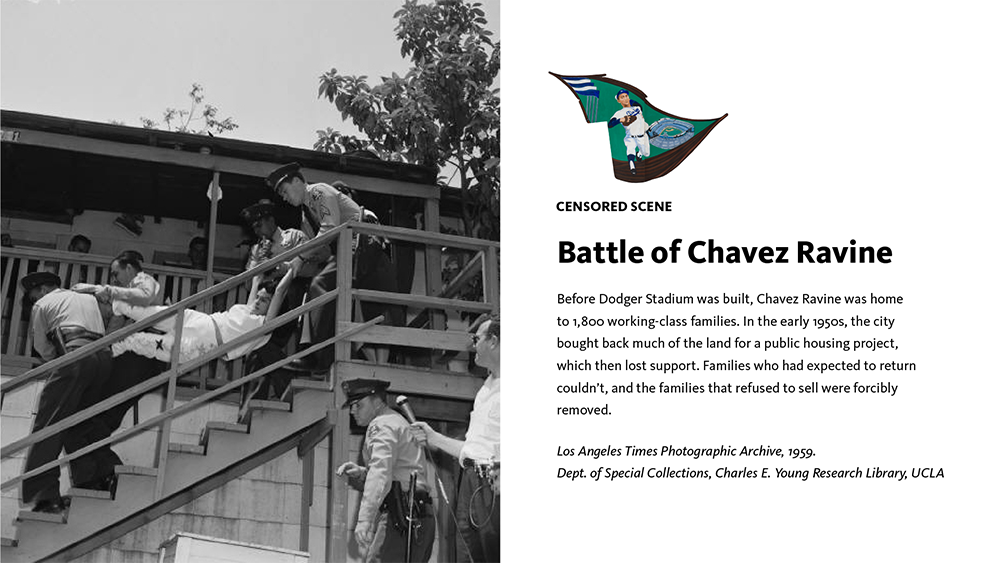 CENSORED SCENE
Battle of Chavez Ravine
Before Dodger Stadium was built, Chavez Ravine was home
to 1,800 working-class families. In the early 1950s, the city
bought back much of the land for a public housing project,
which then lost support. Families who had expected to return
couldn’t, and the families that refused to sell were forcibly
removed.
Los Angeles Times Photographic Archive, 1959.
Dept. of Special Collections, Charles E. Young Research Library, UCLA